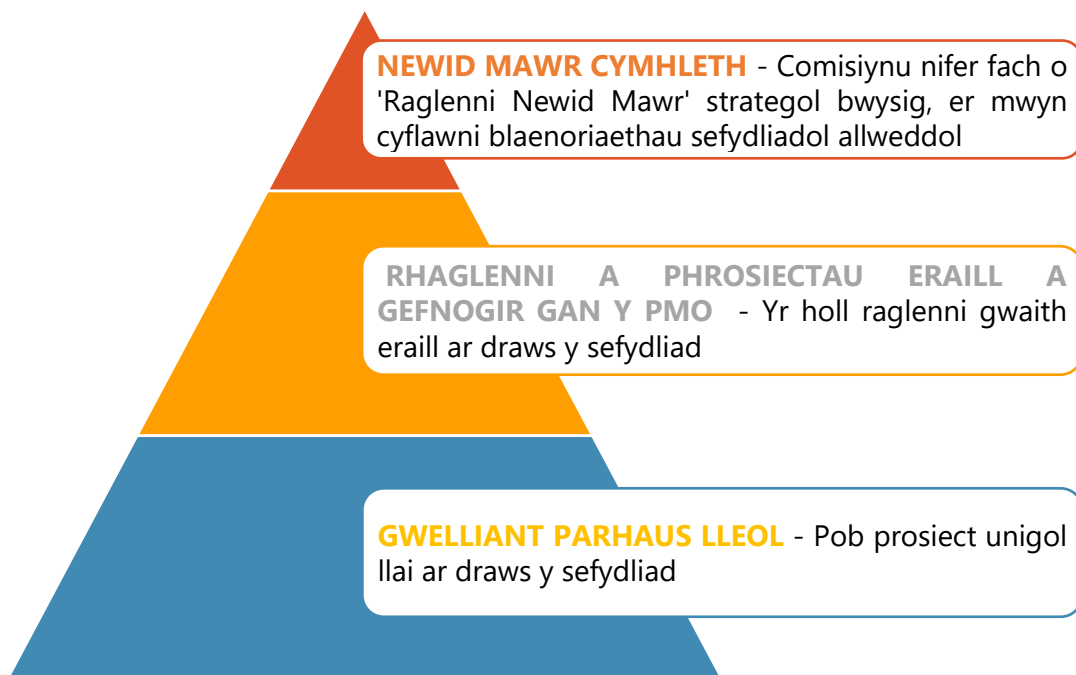 NEWID MAWR CYMHLETH - Comisiynu nifer fach o
'Raglenni Newid Mawr' strategol bwysig, er mwyn
cyflawni blaenoriaethau sefydliadol allweddol
RHAGLENNI A PHROSIECTAU ERAILL A
GEFNOGIR GAN Y PMO - Yr holl raglenni gwaith
eraill ar draws y sefydliad
GWELLIANT PARHAUS LLEOL - Pob prosiect unigol
llai ar draws y sefydliad